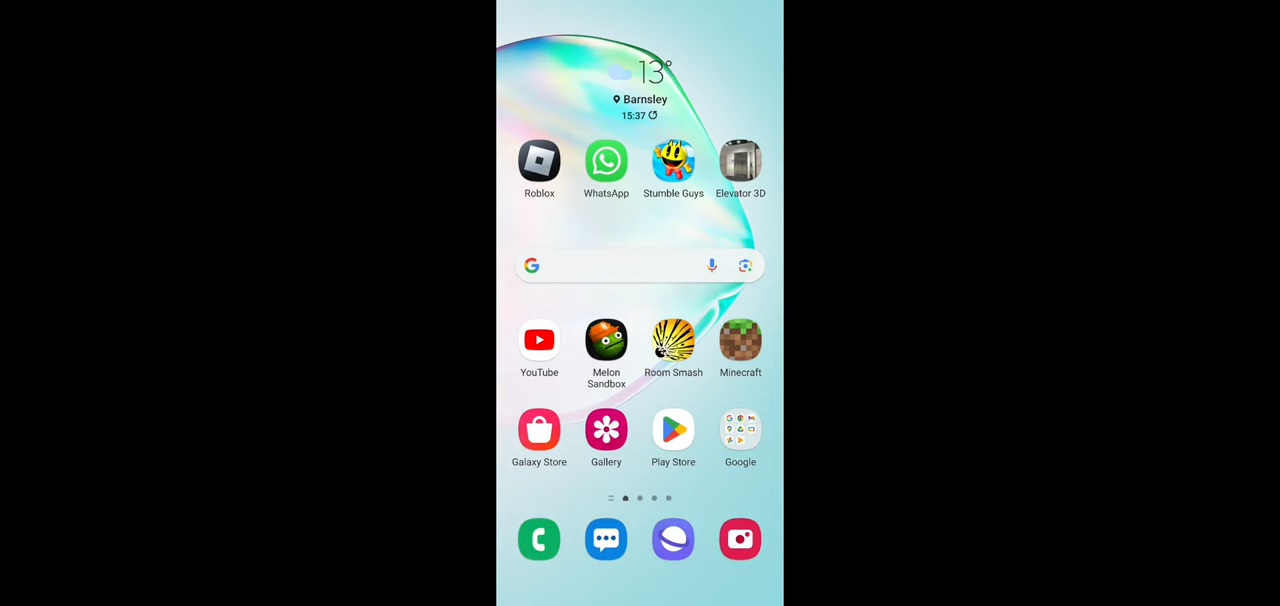 13°
Barnsley
15:37
Roblox
WhatsApp
Stumble Guys
Elevator 3D
YouTube
Melon Sandbox
Room Smash
Minecraft
Galaxy Store
Gallery
Play Store
Google